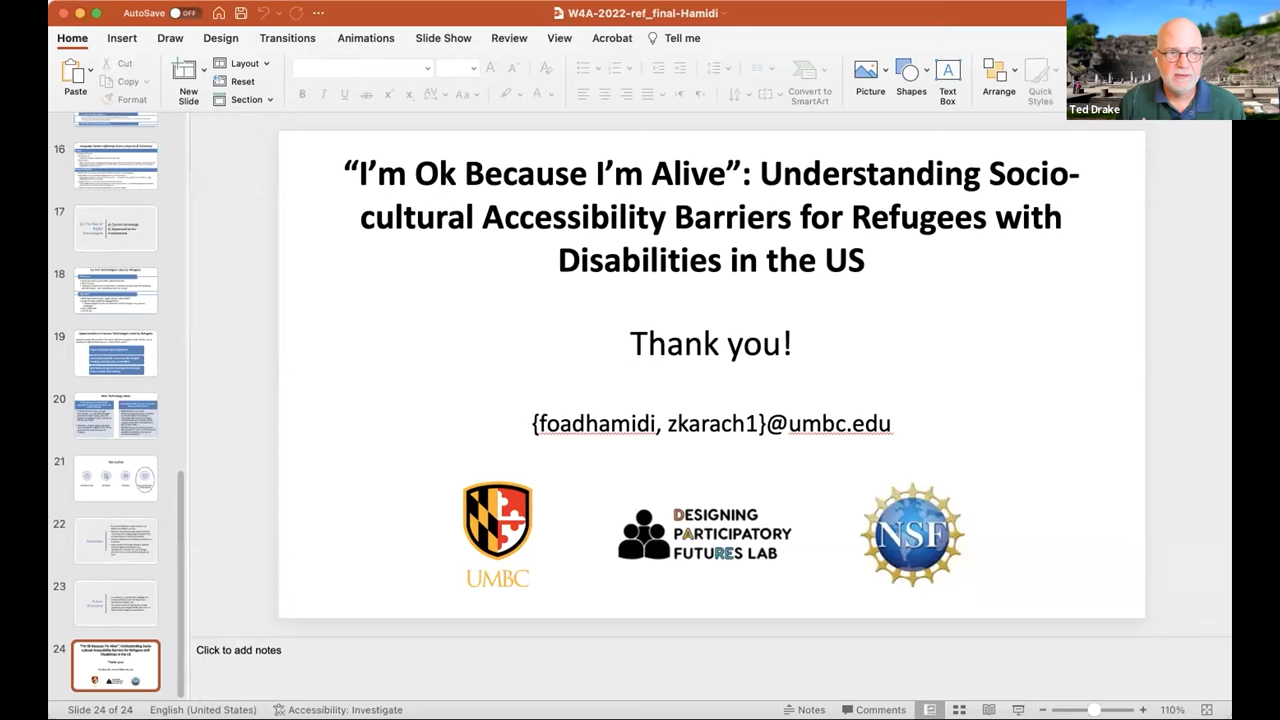 AutoSave OFF
W4A-2022-ref_final-Hamidi
Home Insert Draw Design Transitions Animations Slide Show Review View Acrobat Tell me
Paste
Cut
Copy
Format
New Slide
Layout
Reset
Section
B I U ab
Aa
Convert to SmartArt
Picture
Shapes
Text Box
Arrange
Quick Styles
Ted Drake
16
17
18
19
20
21
22
23
24
“I’m Ok Because I’m Alive”: Understanding Socio-
cultural Accessibility Barriers for Refugees with
Disabilities in the US
Thank you!
{foadhamidi, zkarach1}@umbc.edu
UMBC
DESIGNING
PARTICIPATORY
FUTURES LAB
NSF
Click to add notes
Slide 24 of 24 English (United States) Accessibility: Investigate Notes Comments 110%